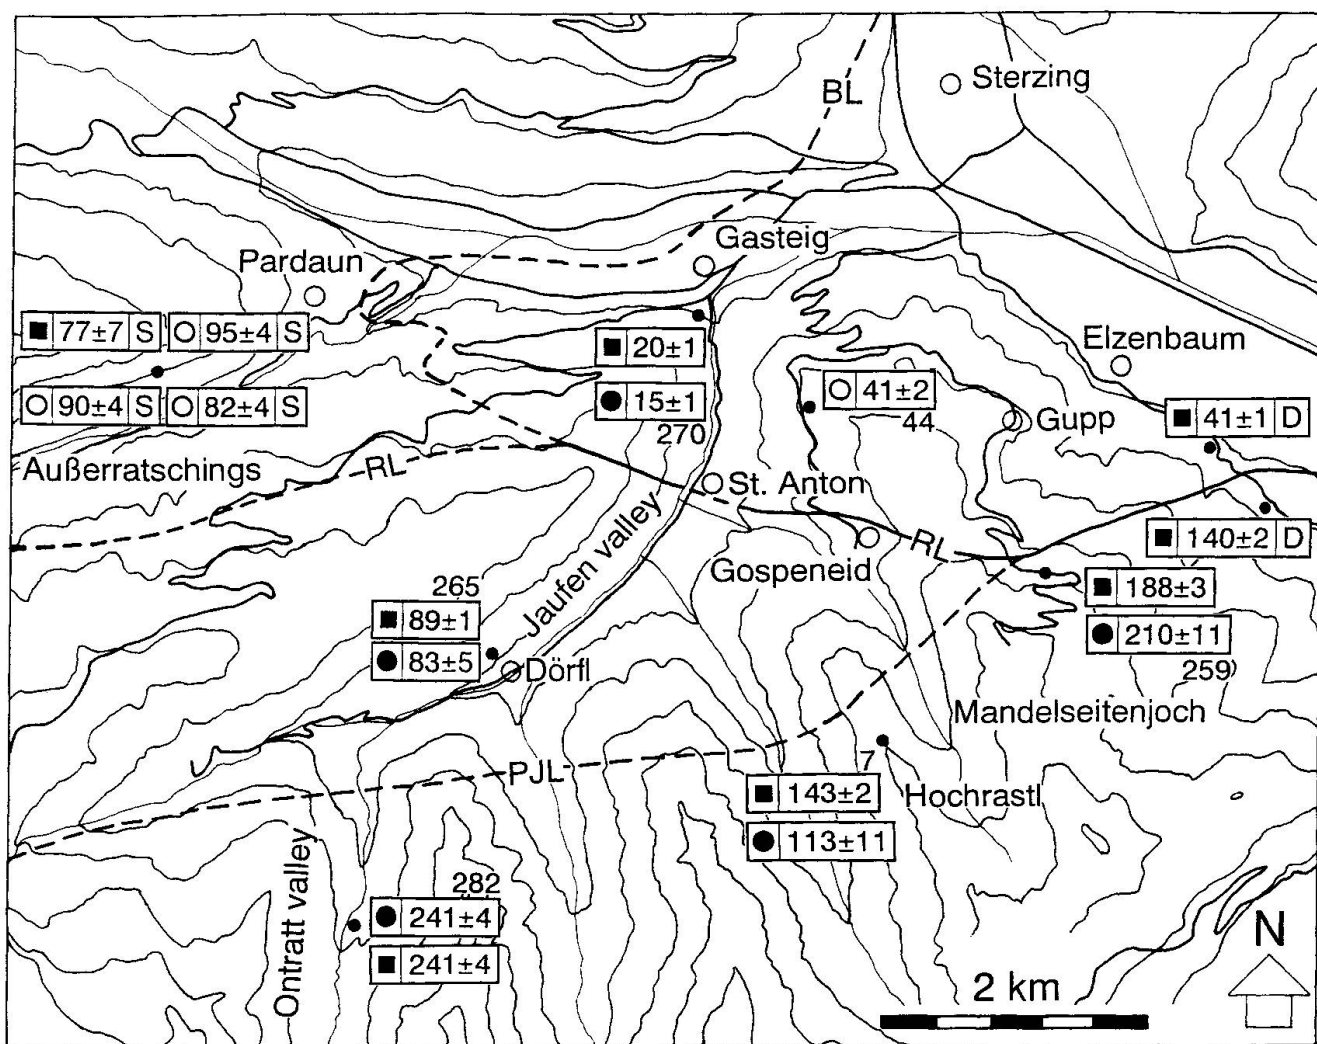 BL
Sterzing
Gasteig
Pardaun
77±7 S
95±4 S
20±1
Elzenbaum
90±4 S
82±4 S
15±1
270
41±2
44
Gupp
41±1 D
Außerratschings
RL
St. Anton
Jaufen valley
RL
140±2 D
Gospeneid
265
89±1
188±3
83±5
Dörfl
210±11
259
Mandelseitenjoch
PJL
7
143±2
Hochrastl
113±11
Ontratt valley
282
241±4
241±4
N
2 km